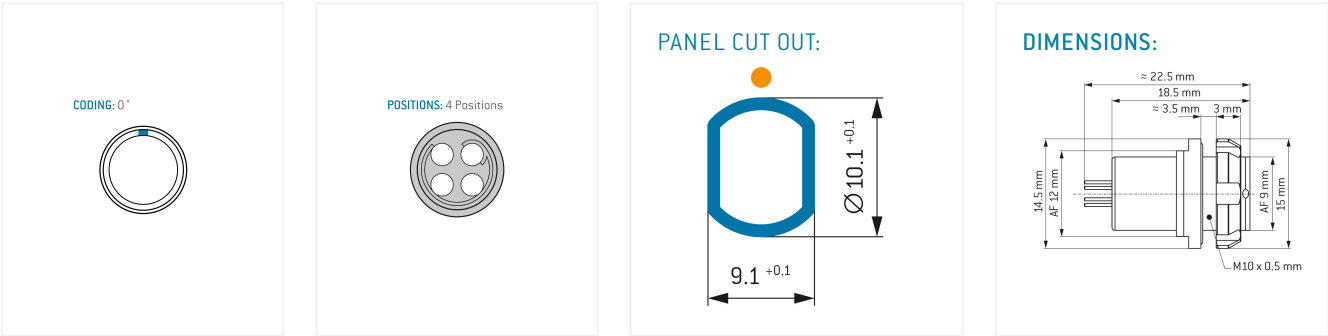 CODING: 0°
POSITIONS: 4 Positions
PANEL CUT OUT:
Ø 10.1 +0.1
9.1 +0.1
DIMENSIONS:
≈ 22.5 mm
18.5 mm
≈ 3.5 mm
3 mm
14.5 mm
AF 12 mm
AF 9 mm
15 mm
M10 x 0.5 mm